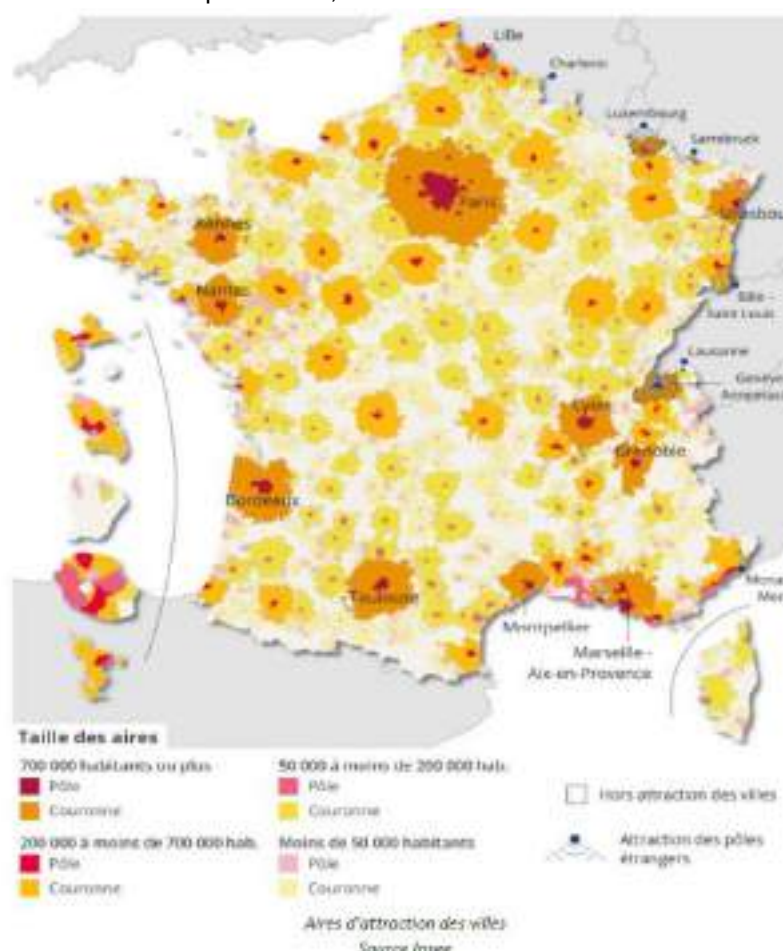 Lille
Charleroi
Luxembourg
Sarrebruck
Paris
Strasbou
Rennes
Nantes
Bâle -
Saint Louis
Lausanne
Genève
Lyon
Grenoble
Bordeaux
Toulouse
Montpellier
Marseille -
Aix-en-Provence
Taille des aires
700 000 habitants ou plus
Pôle
Couronne
200 000 à moins de 700 000 hab.
Pôle
Couronne
50 000 à moins de 200 000 hab.
Pôle
Couronne
Moins de 50 000 habitants
Pôle
Couronne
Hors attraction des villes
Attraction des pôles
étrangers
Aires d'attraction des villes
Source Insee